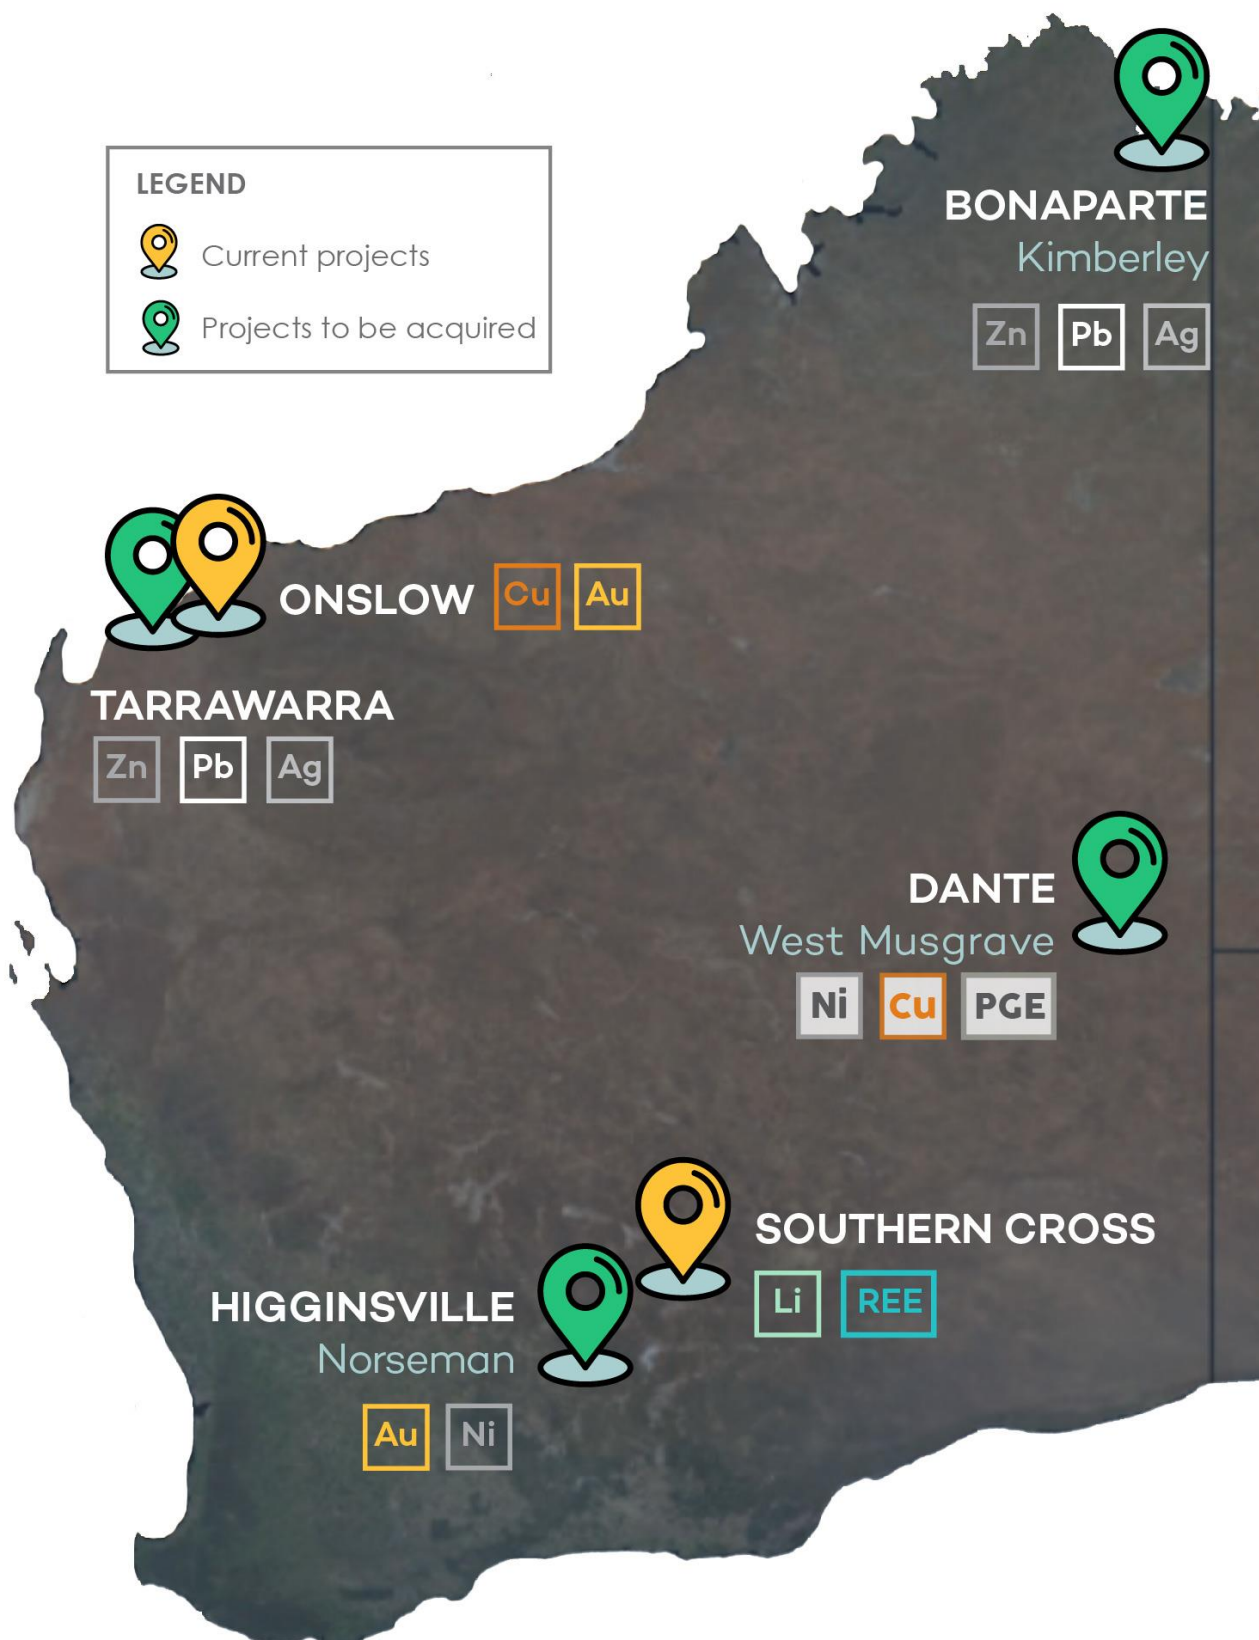 LEGEND
Current projects
Projects to be acquired
BONAPARTE
Kimberley
Zn Pb Ag
ONSLOW Cu Au
TARRAWARRA
Zn Pb Ag
DANTE
West Musgrave
Ni Cu PGE
SOUTHERN CROSS
Li REE
HIGGINSVILLE
Norseman
Au Ni